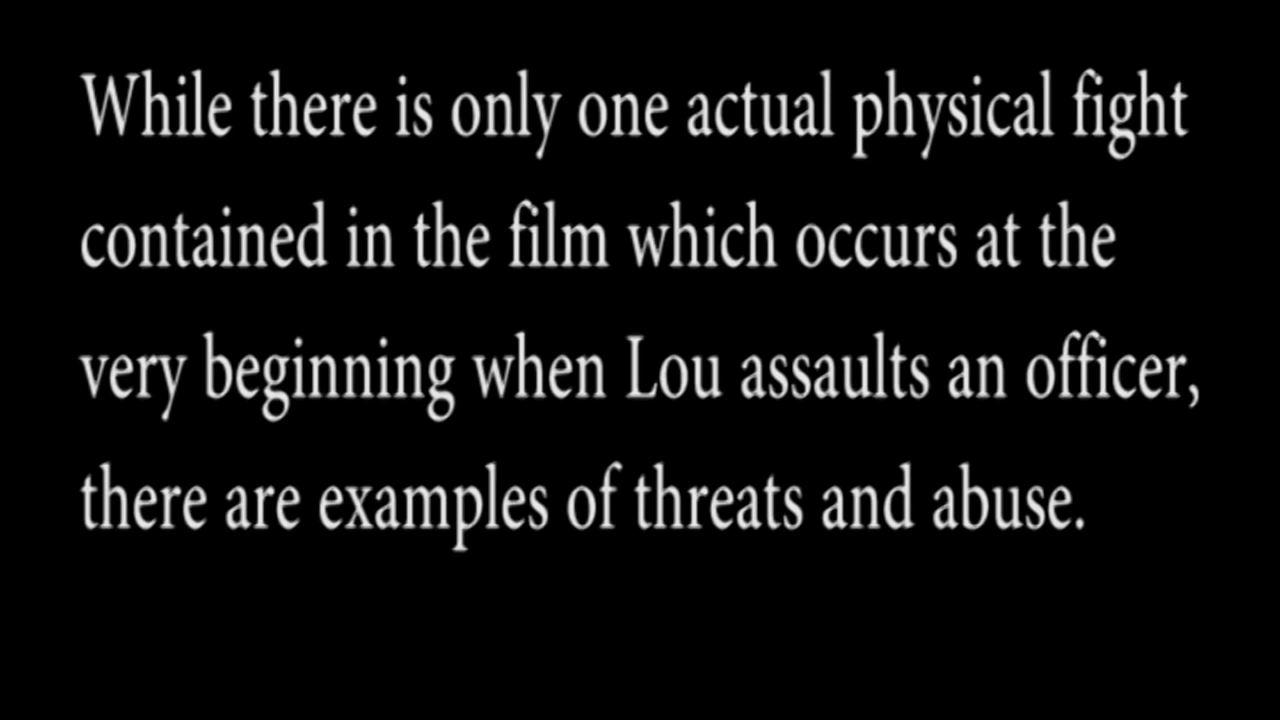 While there is only one actual physical fight
contained in the film which occurs at the
very beginning when Lou assaults an officer,
there are examples of threats and abuse.